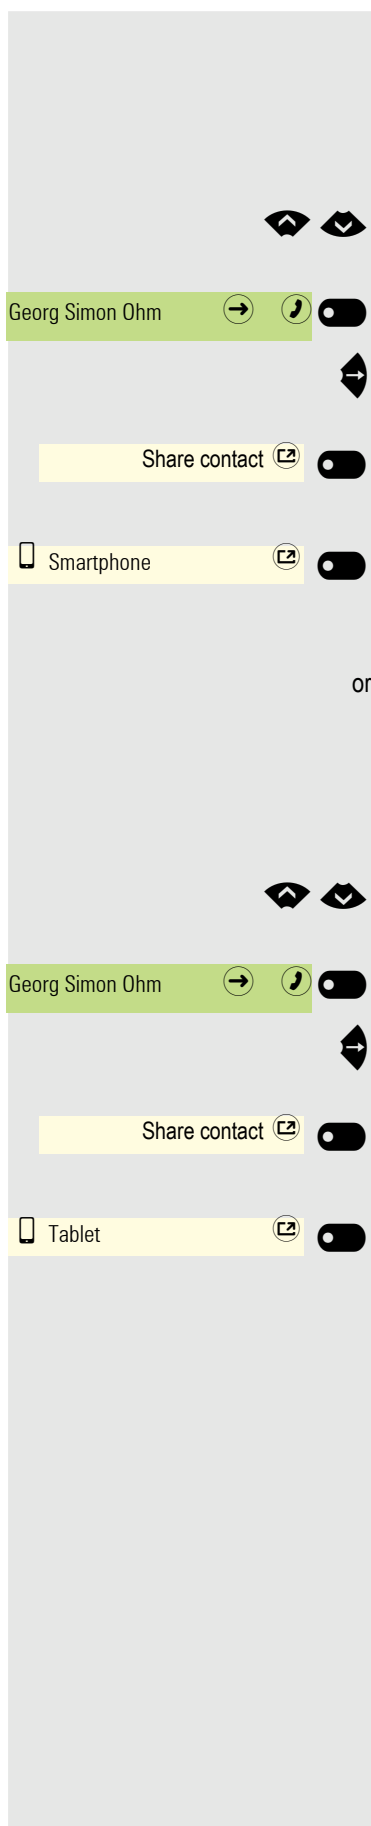 Georg Simon Ohm
Share contact
Smartphone
or
Georg Simon Ohm
Share contact
Tablet